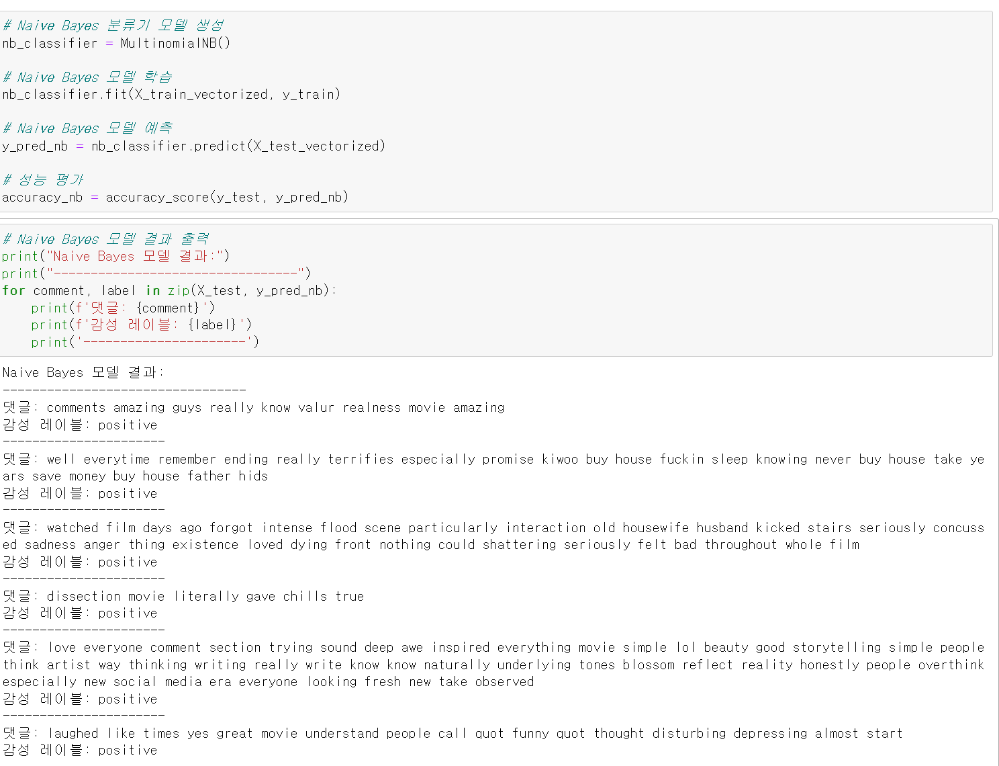 # Naive Bayes 분류기 모델 생성
nb_classifier = MultinomialNB()
# Naive Bayes 모델 학습
nb_classifier.fit(X_train_vectorized, y_train)
# Naive Bayes 모델 예측
y_pred_nb = nb_classifier.predict(X_test_vectorized)
# 성능 평가
accuracy_nb = accuracy_score(y_test, y_pred_nb)
# Naive Bayes 모델 결과 출력
print("Naive Bayes 모델 결과:")
print("---------------------------------")
for comment, label in zip(X_test, y_pred_nb):
    print(f'댓글: {comment}')
    print(f'감성 레이블: {label}')
    print('----------------------')
Naive Bayes 모델 결과:
---------------------------------
댓글: comments amazing guys really know valur realness movie amazing
감성 레이블: positive
----------------------
댓글: well everytime remember ending really terrifies especially promise kiwoo buy house fuckin sleep knowing never buy house take ye
ars save money buy house father hids
감성 레이블: positive
----------------------
댓글: watched film days ago forgot intense flood scene particularly interaction old housewife husband kicked stairs seriously concuss
ed sadness anger thing existence loved dying front nothing could shattering seriously felt bad throughout whole film
감성 레이블: positive
----------------------
댓글: dissection movie literally gave chills true
감성 레이블: positive
----------------------
댓글: love everyone comment section trying sound deep awe inspired everything movie simple lol beauty good storytelling simple people
think artist way thinking writing really write know know naturally underlying tones blossom reflect reality honestly people overthink
especially new social media era everyone looking fresh new take observed
감성 레이블: positive
----------------------
댓글: laughed like times yes great movie understand people call quot funny quot thought disturbing depressing almost start
감성 레이블: positive